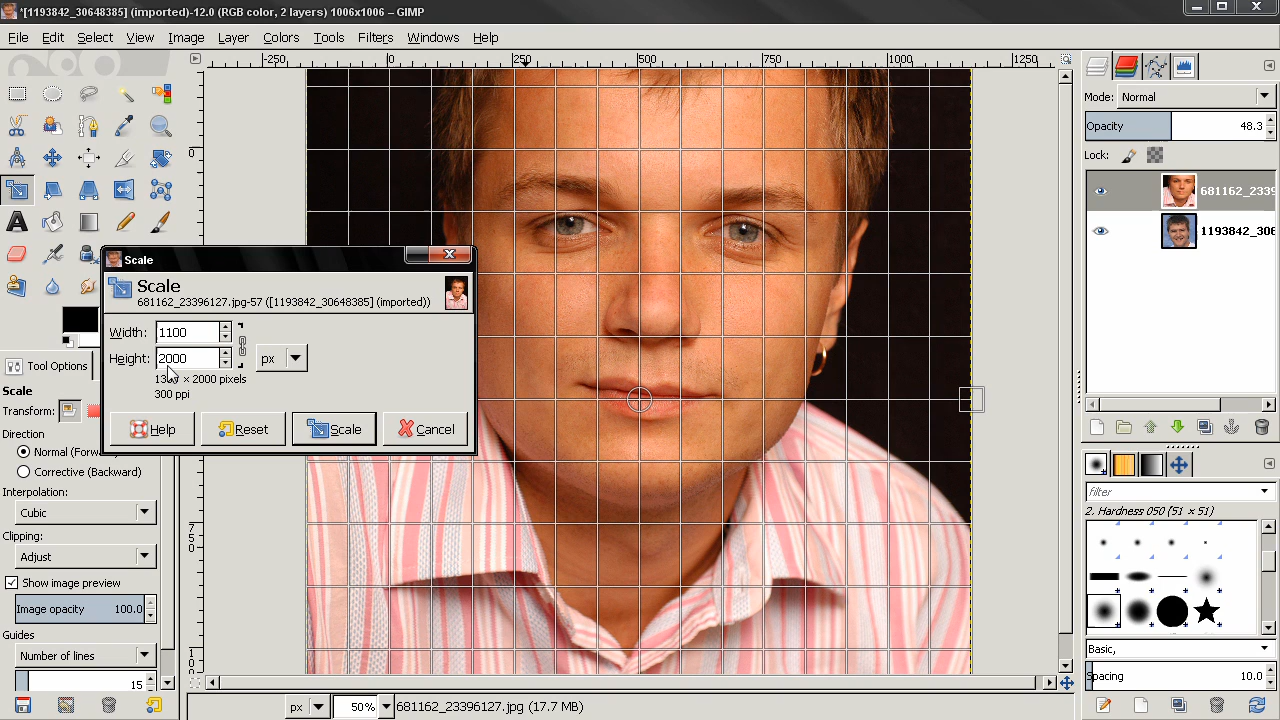 *[1193842_30648385] (imported)-12.0 (RGB color, 2 layers) 1006x1006 – GIMP
File Edit Select View Image Layer Colors Tools Filters Windows Help
-250 0 250 500 750 1000 1250
Mode: Normal
Opacity 48.3
Lock:
681162_239
1193842_306
0
Scale
Scale
681162_23396127.jpg-57 ([1193842_30648385] (imported))
Width: 1100
Height: 2000 px
× 2000 pixels
300 ppi
Help Reset Scale Cancel
Tool Options
Scale
Transform:
Direction
Normal (Forw
Corrective (Backward)
Interpolation:
Cubic
Clipping:
Adjust
Show image preview
Image opacity 100.0
Guides
Number of lines
15
750
filter
2. Hardness 050 (51 × 51)
Basic,
Spacing 10.0
px 50% 681162_23396127.jpg (17.7 MB)